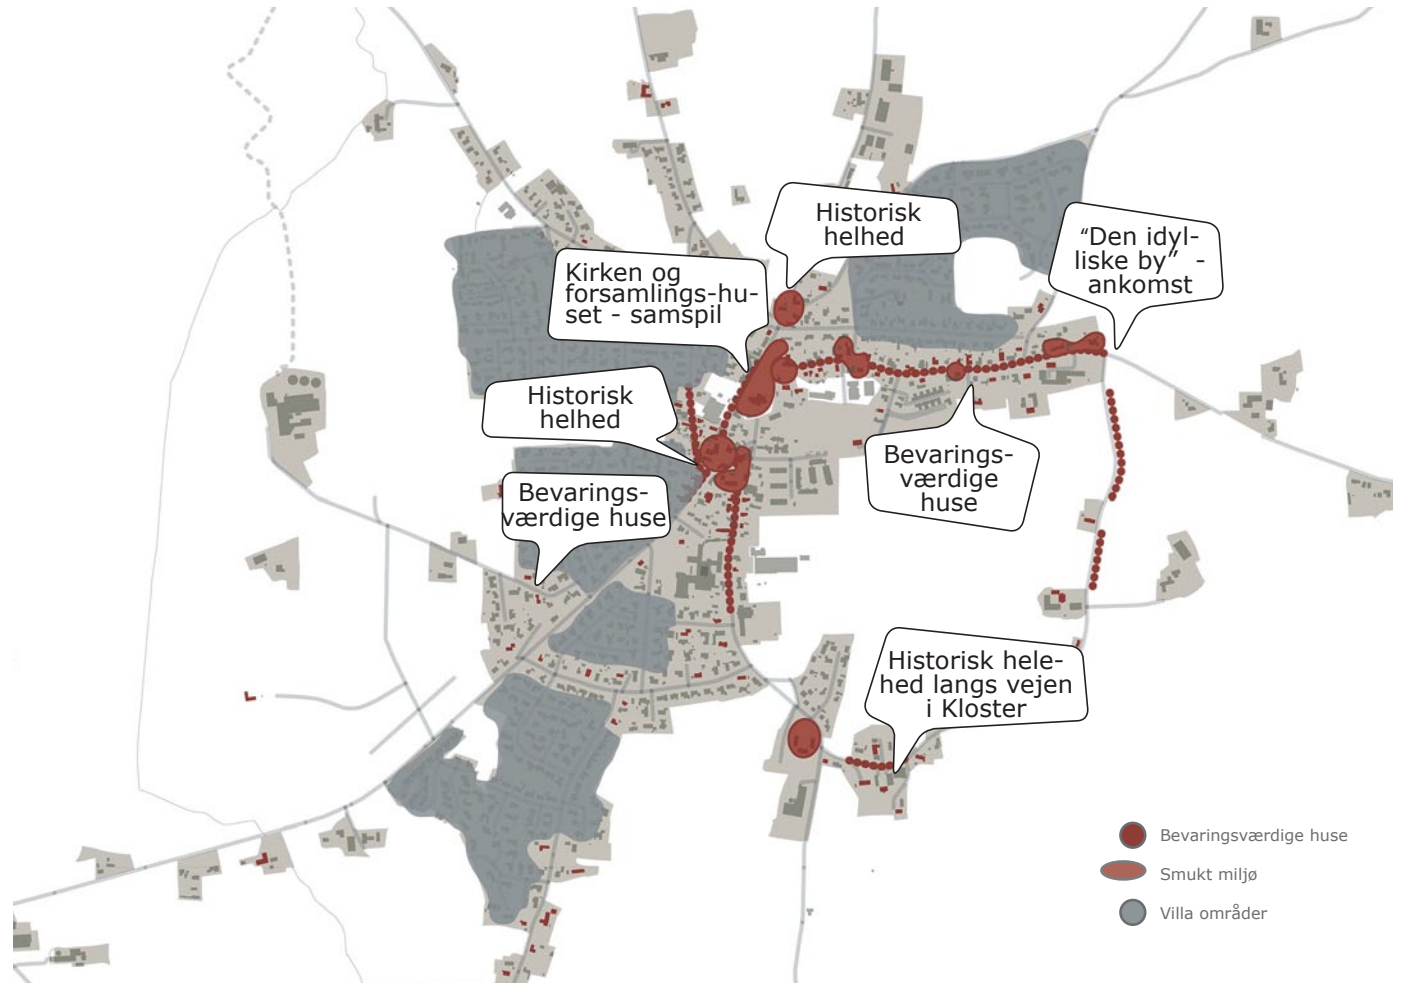 Historisk
helhed
“Den idyl-
liske by” -
ankomst
Kirken og
forsamlings-hu-
set - samspil
Historisk
helhed
Bevarings-
værdige huse
Bevarings-
værdige
huse
Historisk hele-
hed langs vejen
i Kloster
Bevaringsværdige huse
Smukt miljø
Villa områder